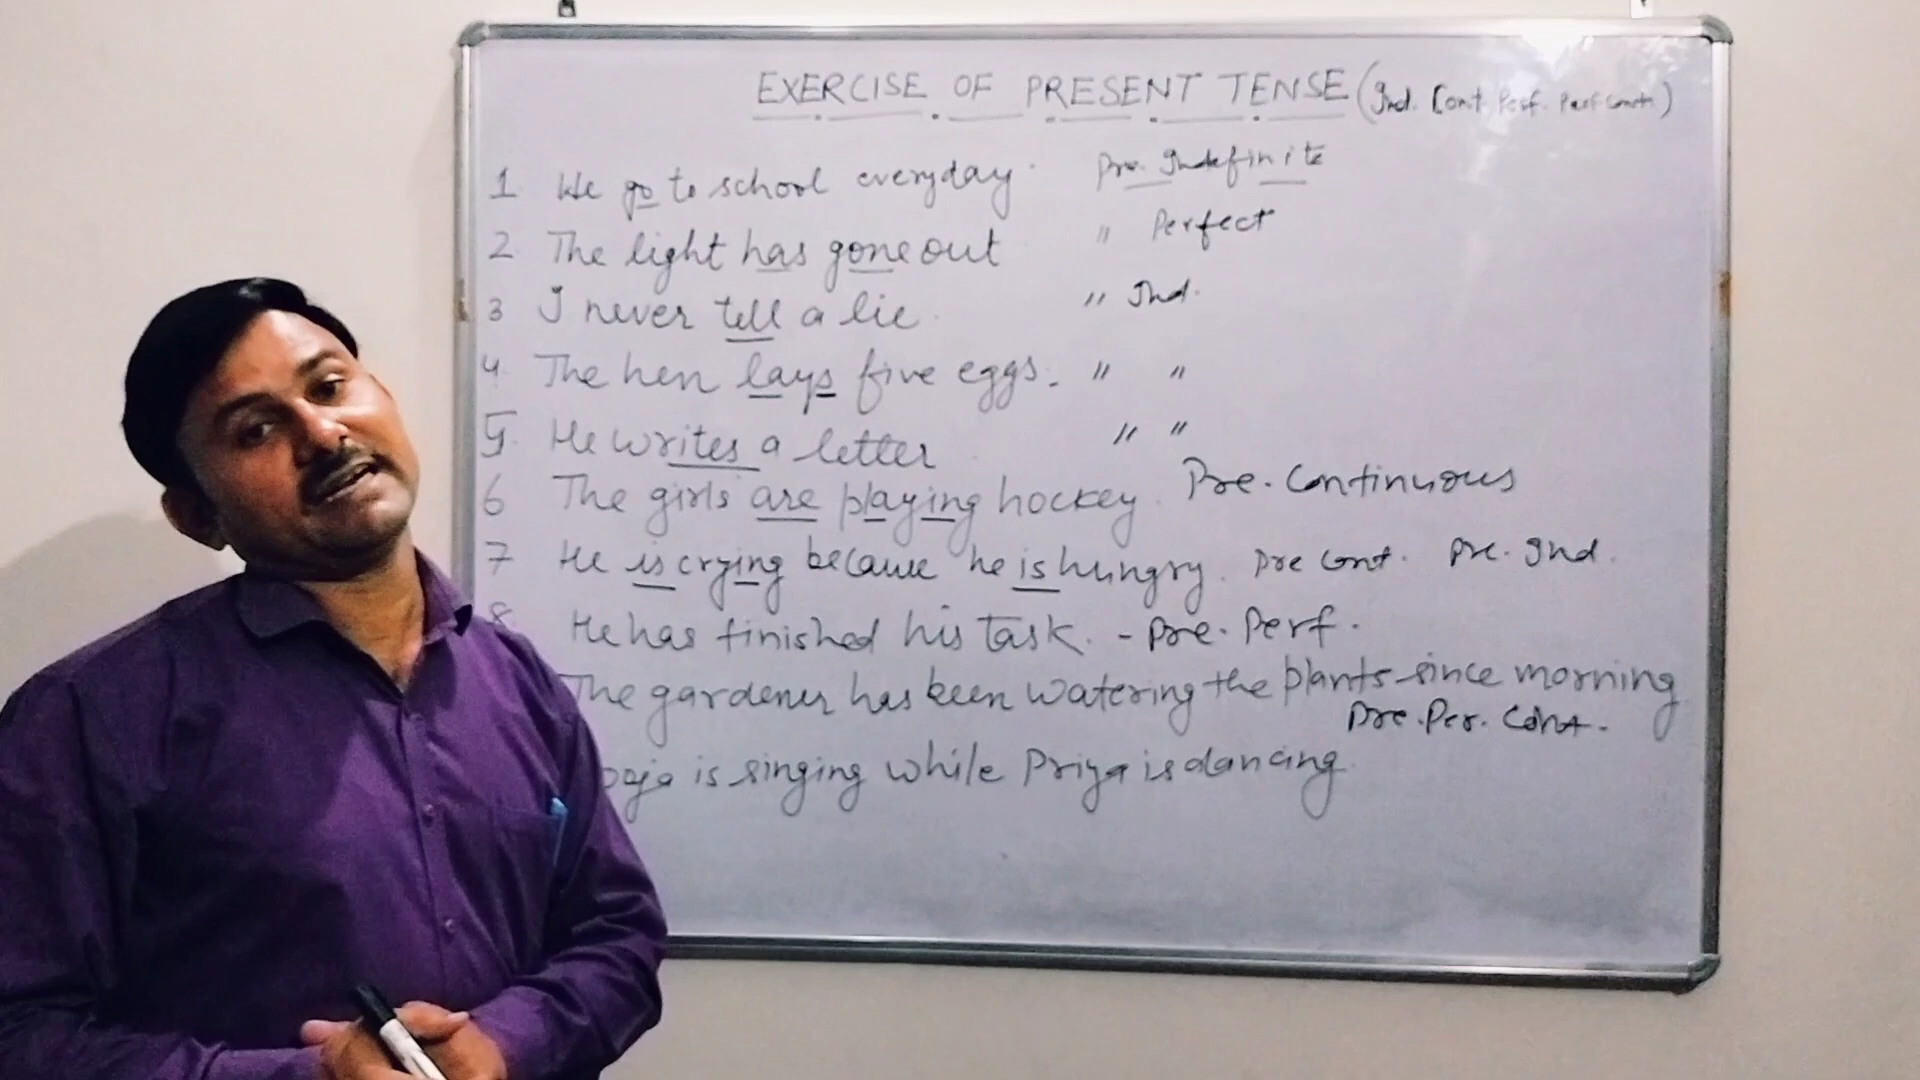 EXERCISE OF PRESENT TENSE (Ind. Cont. Perf. Perf cont.)
1 We go to school everyday. Pre. Indefinite
2 The light has gone out " Perfect
3 I never tell a lie. " Ind.
4. The hen lays five eggs. " "
5. He writes a letter " "
6 The girls are playing hockey. Pre. Continuous
7 He is crying because he is hungry. Pre Cont. Pre. Ind.
8 He has finished his task. - Pre. Perf.
The gardener has been watering the plants since morning
Pre. Per. Cont.
is singing while Priya is dancing